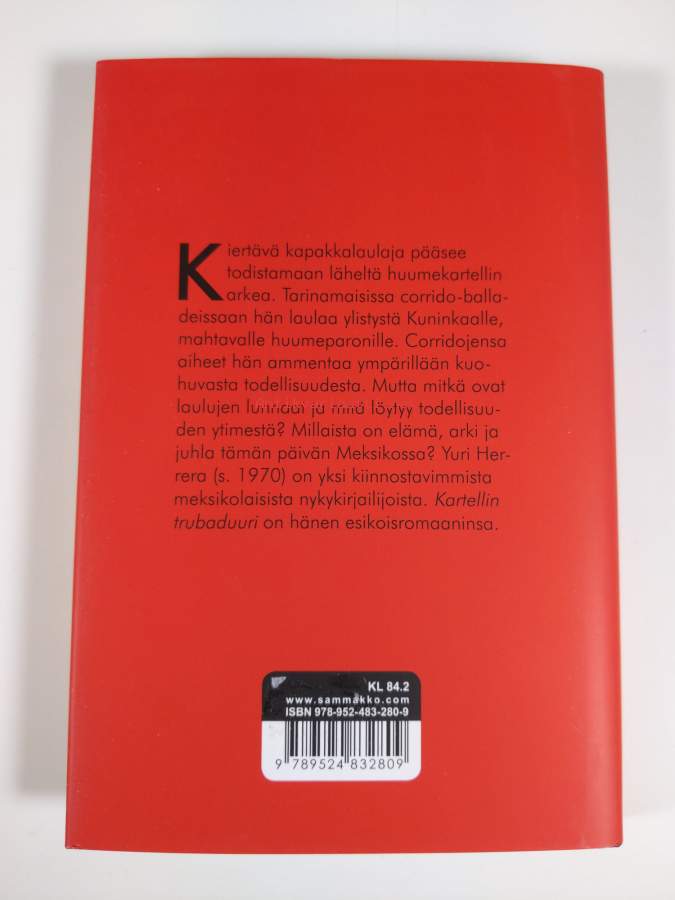 Kiertävä kapakkalaulaja pääsee
todistamaan läheltä huumekartellin
arkea. Tarinamaisissa corrido-balla-
deissaan hän laulaa ylistystä Kuninkaalle,
mahtavalle huumeparonille. Corridojensa
aiheet hän ammentaa ympärillään kuo-
huvasta todellisuudesta. Mutta mitkä ovat
laulujen lunnaat ja mitä löytyy todellisuu-
den ytimestä? Millaista on elämä, arki ja
juhla tämän päivän Meksikossa? Yuri Her-
rera (s. 1970) on yksi kiinnostavimmista
meksikolaisista nykykirjailijoista. Kartellin
trubaduuri on hänen esikoisromaaninsa.
KL 84.2
www.sammakko.com
ISBN 978-952-483-280-9
9 789524 832809